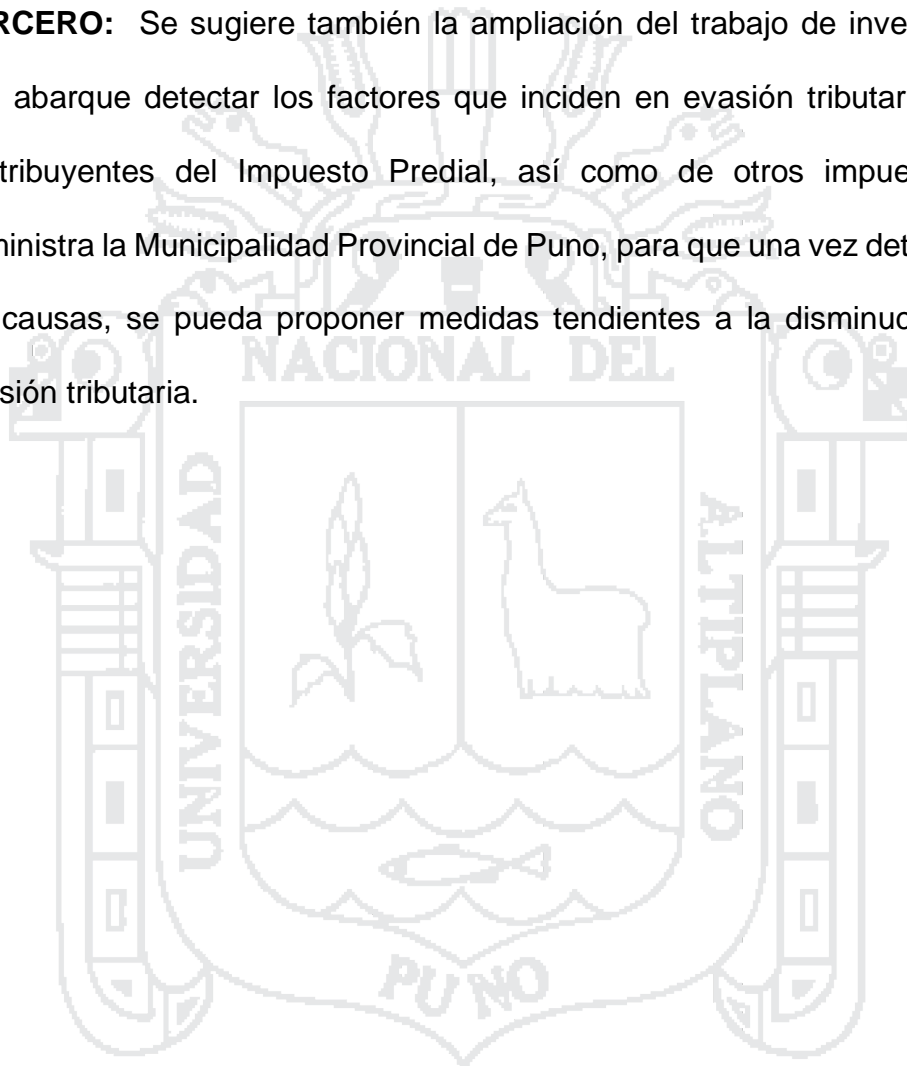 RCERO: Se sugiere también la ampliación del trabajo de inve
abarque detectar los factores que inciden en evasión tributar
tribuyentes del Impuesto Predial, así como de otros impue
ministra la Municipalidad Provincial de Puno, para que una vez det
causas, se pueda proponer medidas tendientes a la disminuc
sión tributaria.
NACIONAL DEL
UNIVERSIDAD
ALTIPLANO
PUNO